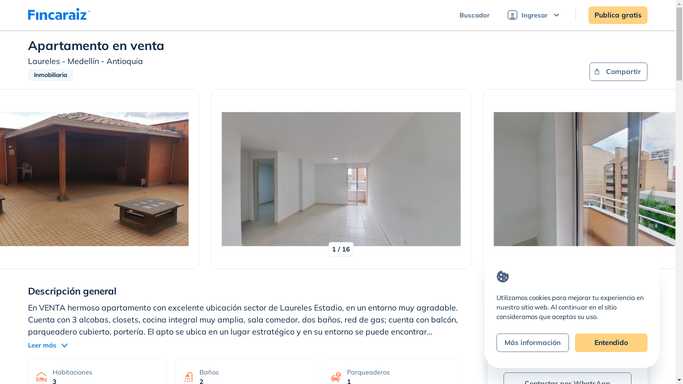 Fincaraiz
Buscador
Ingresar
Publica gratis
Apartamento en venta
Laureles - Medellín - Antioquia
Inmobiliaria
Compartir
1 / 16
Descripción general
En VENTA hermoso apartamento con excelente ubicación sector de Laureles Estadio, en un entorno muy agradable.
Cuenta con 3 alcobas, closets, cocina integral muy amplia, sala comedor, dos baños, red de gas; cuenta con balcón,
parqueadero cubierto, portería. El apto se ubica en un lugar estratégico y en su entorno se puede encontrar...
Leer más
Habitaciones
3
Baños
2
Parqueaderos
1
Utilizamos cookies para mejorar tu experiencia en
nuestro sitio web. Al continuar en el sitio
consideramos que aceptas su uso.
Más información
Entendido
Contactar por WhatsApp